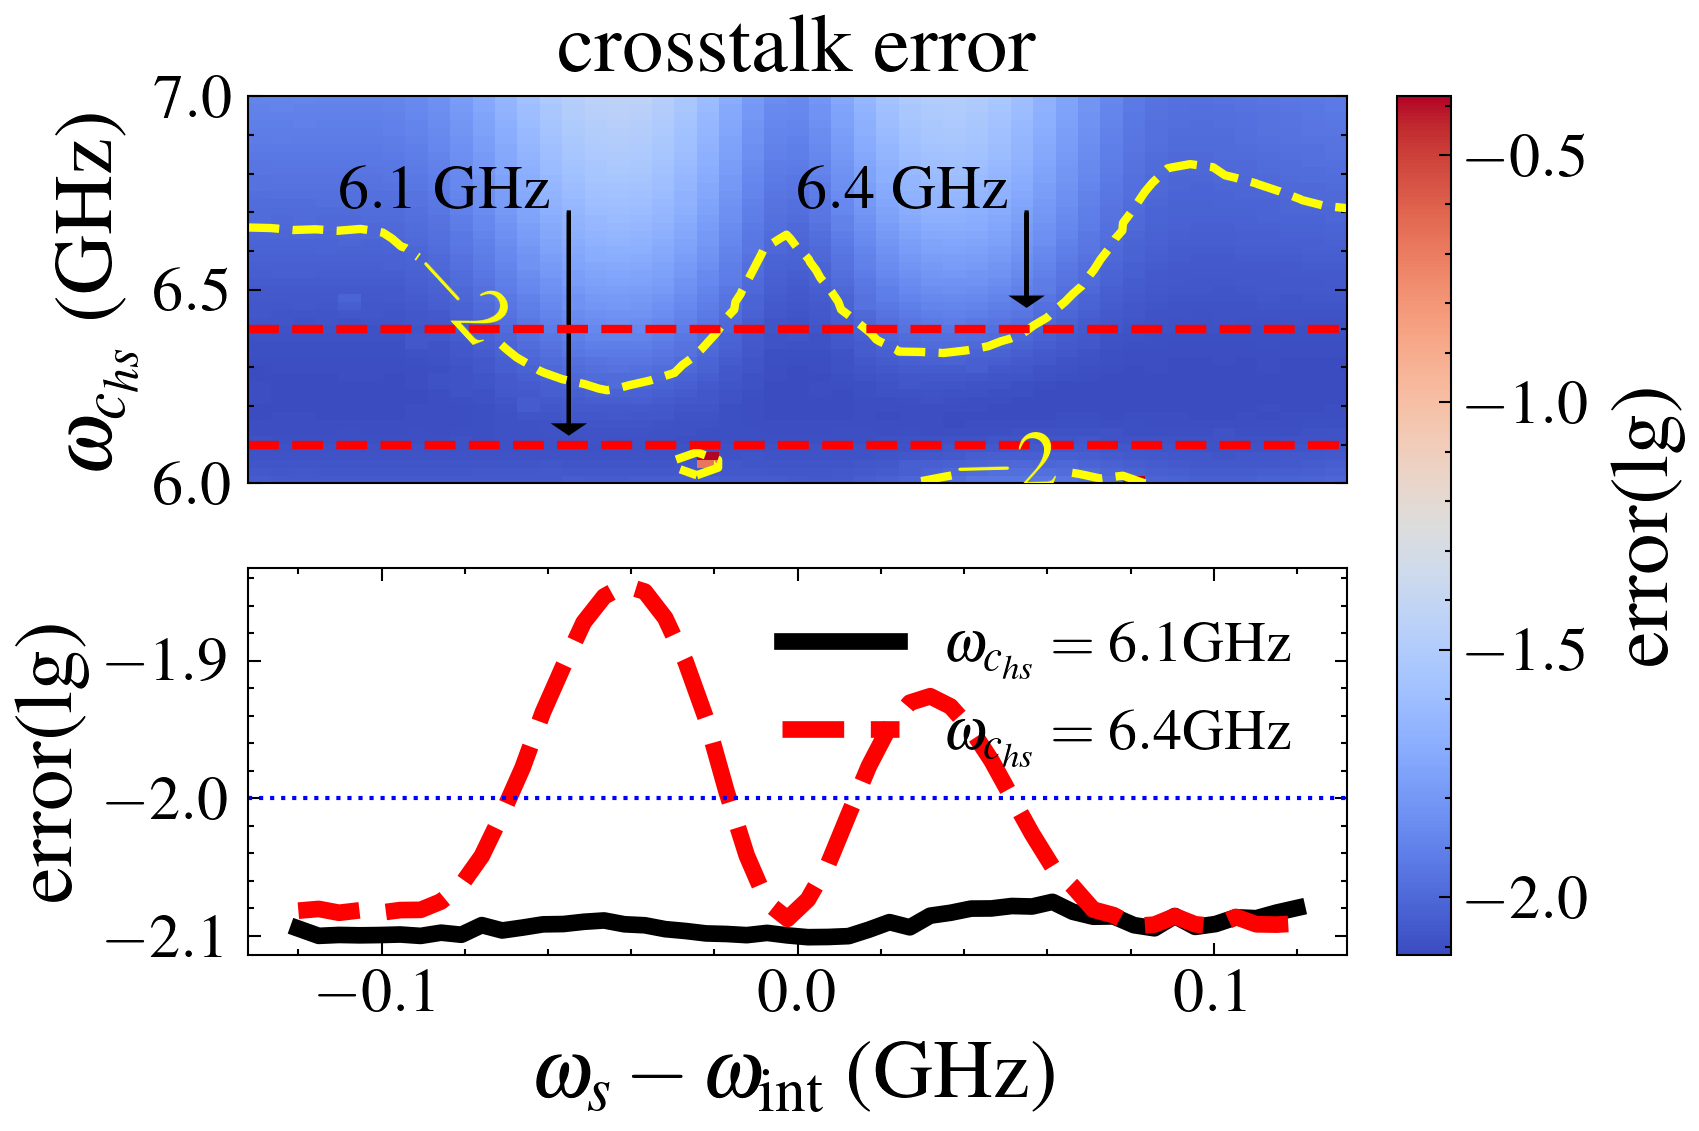 crosstalk error
7.0
6.5
6.0
ω_{c_{hs}} (GHz)
6.1 GHz
6.4 GHz
−2
−2
−0.5
−1.0
−1.5
−2.0
error(lg)
error(lg)
−1.9
−2.0
−2.1
ω_{c_{hs}} = 6.1GHz
ω_{c_{hs}} = 6.4GHz
−0.1
0.0
0.1
ω_s − ω_{int} (GHz)